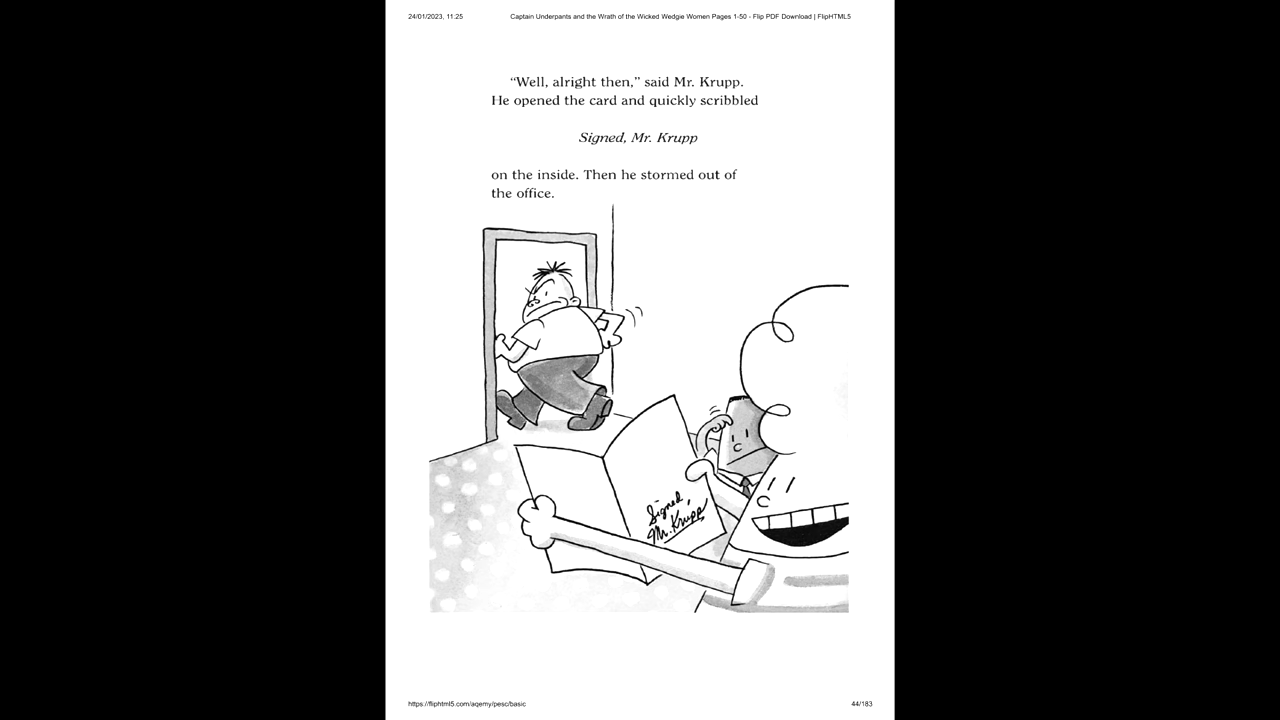 24/01/2023, 11:25 Captain Underpants and the Wrath of the Wicked Wedgie Women Pages 1-50 - Flip PDF Download | FlipHTML5
“Well, alright then,” said Mr. Krupp.
He opened the card and quickly scribbled
Signed, Mr. Krupp
on the inside. Then he stormed out of
the office.
Signed,
Mr. Krupp
https://fliphtml5.com/aqemy/pesc/basic 44/183